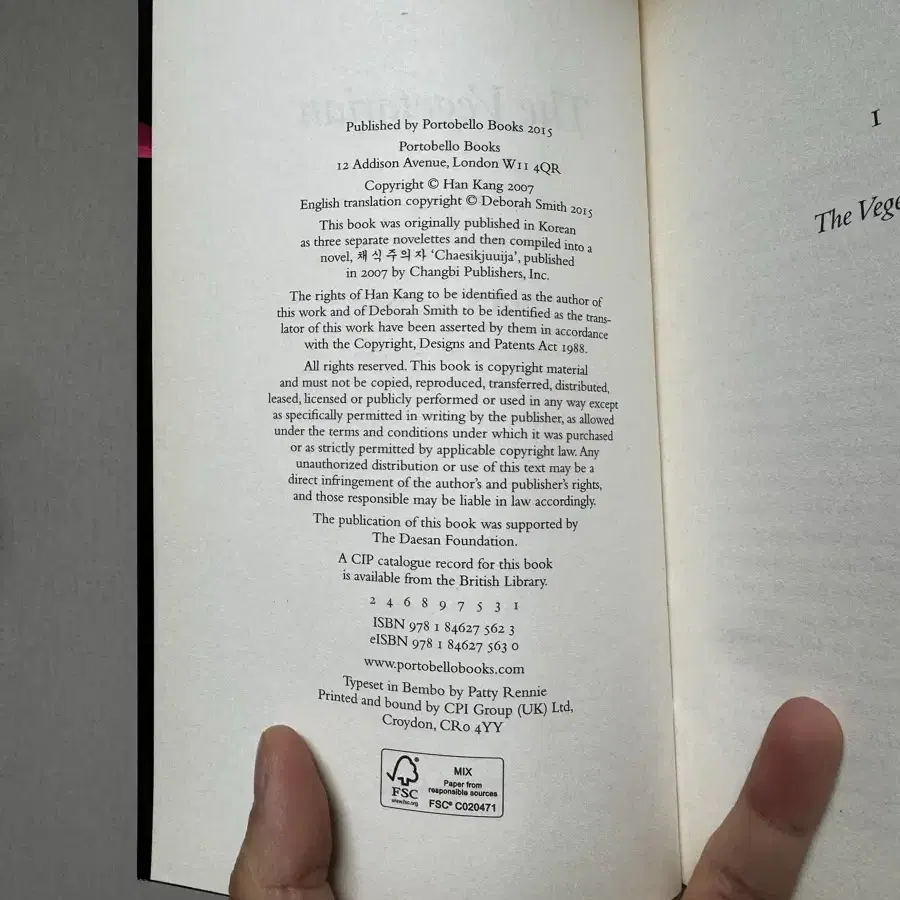 Published by Portobello Books 2015
Portobello Books
12 Addison Avenue, London W11 4QR
Copyright © Han Kang 2007
English translation copyright © Deborah Smith 2015
This book was originally published in Korean
as three separate novelettes and then compiled into a
novel, 채식주의자 ‘Chaesikjuuija’, published
in 2007 by Changbi Publishers, Inc.
The rights of Han Kang to be identified as the author of
this work and of Deborah Smith to be identified as the trans-
lator of this work have been asserted by them in accordance
with the Copyright, Designs and Patents Act 1988.
All rights reserved. This book is copyright material
and must not be copied, reproduced, transferred, distributed,
leased, licensed or publicly performed or used in any way except
as specifically permitted in writing by the publisher, as allowed
under the terms and conditions under which it was purchased
or as strictly permitted by applicable copyright law. Any
unauthorized distribution or use of this text may be a
direct infringement of the author’s and publisher’s rights,
and those responsible may be liable in law accordingly.
The publication of this book was supported by
The Daesan Foundation.
A CIP catalogue record for this book
is available from the British Library.
2 4 6 8 9 7 5 3 1
ISBN 978 1 84627 562 3
eISBN 978 1 84627 563 0
www.portobellobooks.com
Typeset in Bembo by Patty Rennie
Printed and bound by CPI Group (UK) Ltd,
Croydon, CR0 4YY
FSC
www.fsc.org
MIX
Paper from
responsible sources
FSC® C020471
I
The Vege